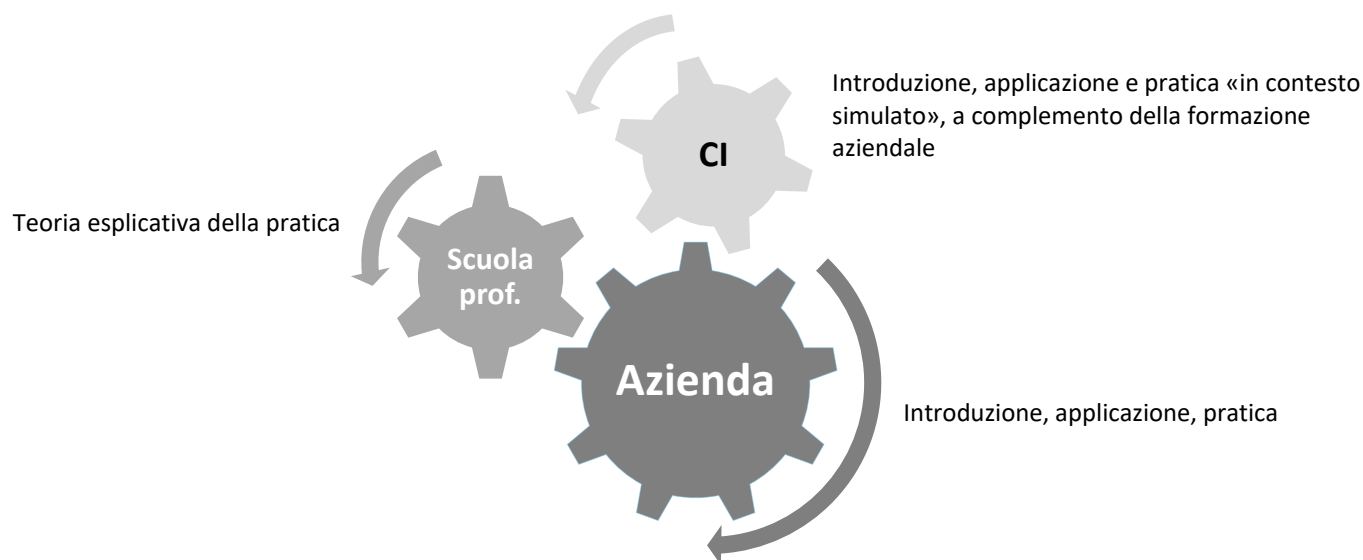 Introduzione, applicazione e pratica «in contesto
simulato», a complemento della formazione
aziendale
CI
Teoria esplicativa della pratica
Scuola
prof.
Azienda
Introduzione, applicazione, pratica